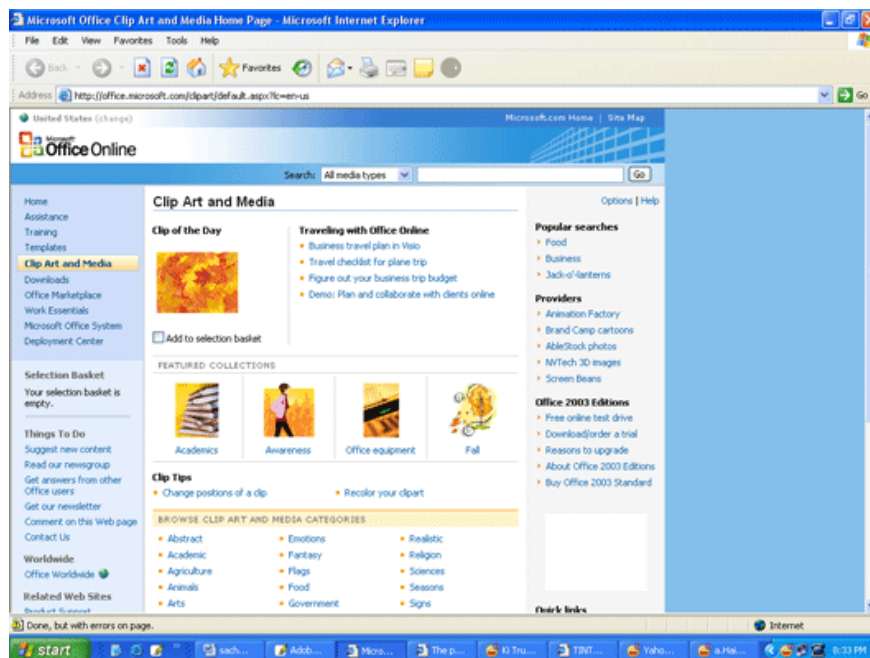 Microsoft Office Clip Art and Media Home Page - Microsoft Internet Explorer
File Edit View Favorites Tools Help
Back Favorites
Address http://office.microsoft.com/clipart/default.aspx?lc=en-us Go
United States (change) Microsoft.com Home | Site Map
Microsoft Office Online
Search: All media types Go
Home
Assistance
Training
Templates
Clip Art and Media
Downloads
Office Marketplace
Work Essentials
Microsoft Office System
Deployment Center
Selection Basket
Your selection basket is
empty.
Things To Do
Suggest new content
Read our newsgroup
Get answers from other
Office users
Get our newsletter
Comment on this Web page
Contact Us
Worldwide
Office Worldwide
Related Web Sites
Product Support
Clip Art and Media
Clip of the Day
Add to selection basket
Traveling with Office Online
Business travel plan in Visio
Travel checklist for plane trip
Figure out your business trip budget
Demo: Plan and collaborate with clients online
FEATURED COLLECTIONS
Academics Awareness Office equipment Fall
Clip Tips
Change positions of a clip Recolor your clipart
BROWSE CLIP ART AND MEDIA CATEGORIES
Abstract Emotions Realistic
Academic Fantasy Religion
Agriculture Flags Sciences
Animals Food Seasons
Arts Government Signs
Options | Help
Popular searches
Food
Business
Jack-o'-lanterns
Providers
Animation Factory
Brand Camp cartoons
AbleStock photos
NVTech 3D images
Screen Beans
Office 2003 Editions
Free online test drive
Download/order a trial
Reasons to upgrade
About Office 2003 Editions
Buy Office 2003 Standard
Quick links
Done, but with errors on page. Internet
start sach... Adob... Micro... The p... Yaho... a.Hai... 8:33 PM